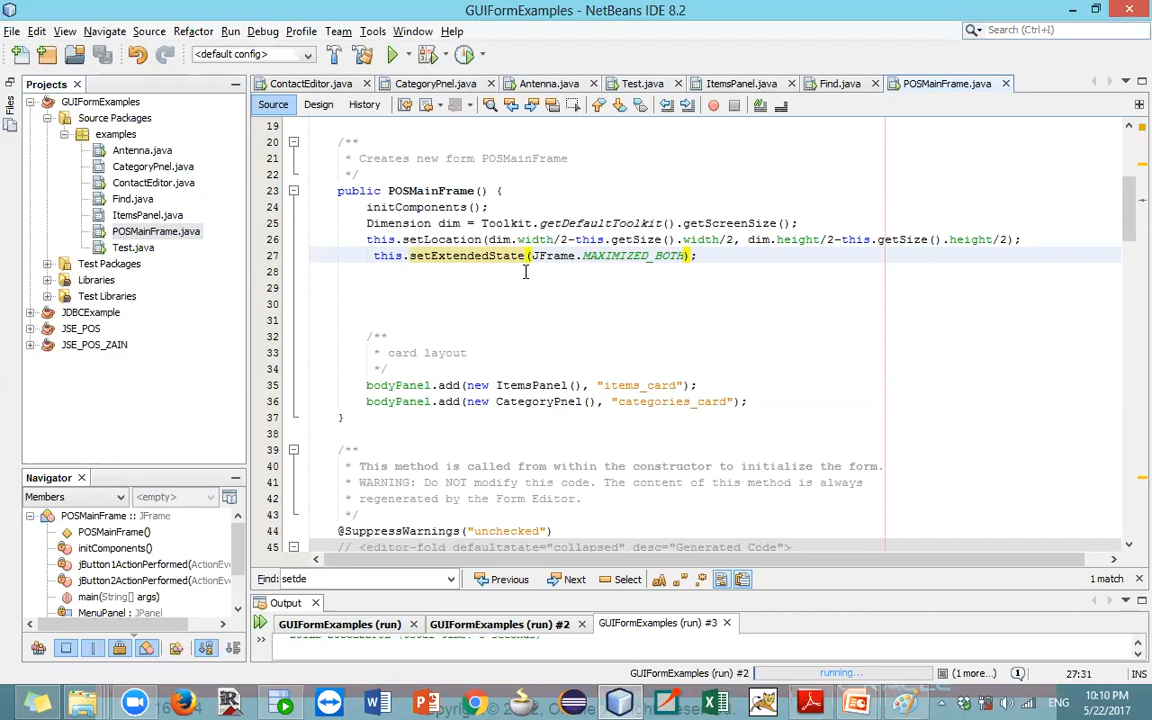 GUIFormExamples - NetBeans IDE 8.2
File Edit View Navigate Source Refactor Run Debug Profile Team Tools Window Help
Search (Ctrl+I)
<default config>
Projects
Files
ContactEditor.java CategoryPnel.java Antenna.java Test.java ItemsPanel.java Find.java POSMainFrame.java
Source Design History
GUIFormExamples
Source Packages
examples
Antenna.java
CategoryPnel.java
ContactEditor.java
Find.java
ItemsPanel.java
POSMainFrame.java
Test.java
Test Packages
Libraries
Test Libraries
JDBCExample
JSE_POS
JSE_POS_ZAIN
19
20 /**
21 * Creates new form POSMainFrame
22 */
23 public POSMainFrame() {
24 initComponents();
25 Dimension dim = Toolkit.getDefaultToolkit().getScreenSize();
26 this.setLocation(dim.width/2-this.getSize().width/2, dim.height/2-this.getSize().height/2);
27 this.setExtendedState(JFrame.MAXIMIZED_BOTH);
28
29
30
31
32 /**
33 * card layout
34 */
35 bodyPanel.add(new ItemsPanel(), "items_card");
36 bodyPanel.add(new CategoryPnel(), "categories_card");
37 }
38
39 /**
40 * This method is called from within the constructor to initialize the form.
41 * WARNING: Do NOT modify this code. The content of this method is always
42 * regenerated by the Form Editor.
43 */
44 @SuppressWarnings("unchecked")
45 // <editor-fold defaultstate="collapsed" desc="Generated Code">
Navigator
Members <empty>
POSMainFrame :: JFrame
POSMainFrame()
initComponents()
jButton1ActionPerformed(ActionEve
jButton2ActionPerformed(ActionEve
main(String[] args)
MenuPanel : JPanel
Find: setde Previous Next Select 1 match
Output
GUIFormExamples (run) GUIFormExamples (run) #2 GUIFormExamples (run) #3
GUIFormExamples (run) #2 running... (1 more...) 27:31 INS
ENG
10:10 PM
5/22/2017